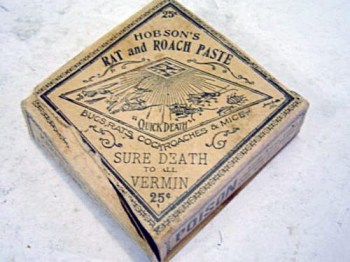 25¢
HOBSON'S
RAT and ROACH PASTE
"QUICK DEATH"
BUGS, RATS, COCKROACHES & MICE
SURE DEATH
TO ALL
VERMIN
25¢
POISON